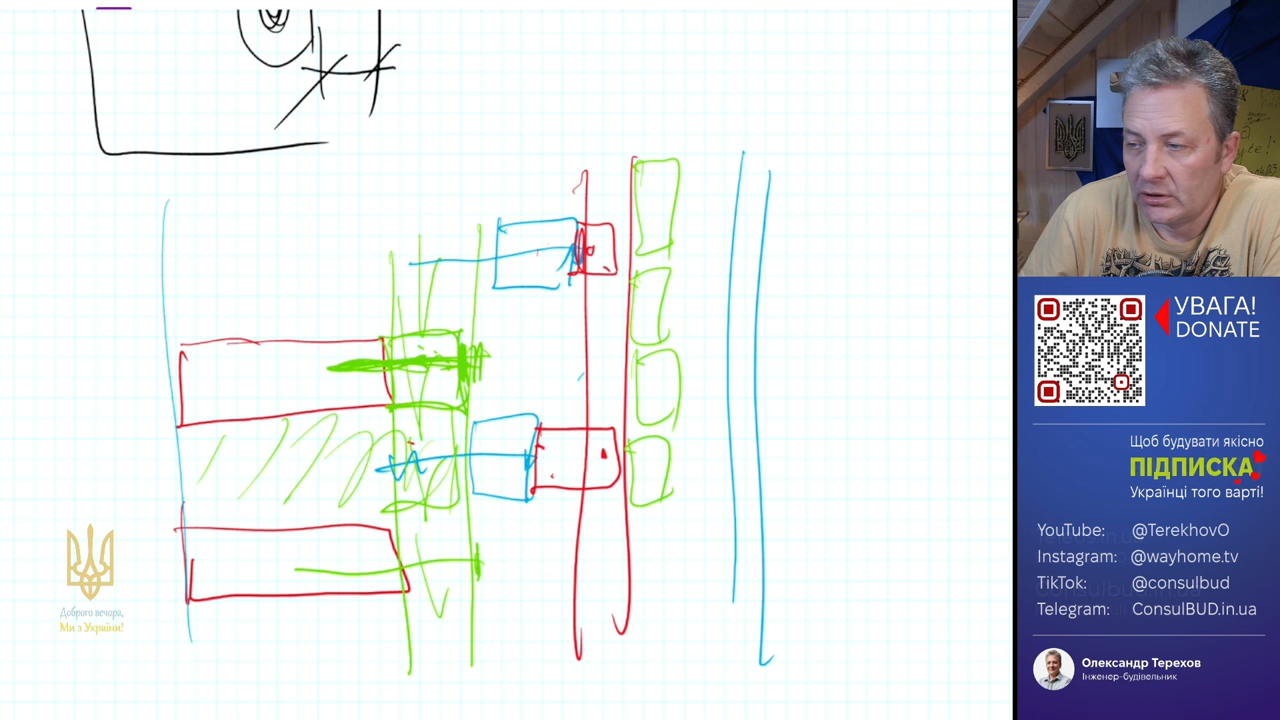 УВАГА!
DONATE
Щоб будувати якісно
ПІДПИСКА
Українці того варті!
YouTube: @TerekhovO
Instagram: @wayhome.tv
TikTok: @consulbud
Telegram: ConsulBUD.in.ua
Олександр Терехов
Інженер-будівельник
Доброго вечора,
Ми з України!